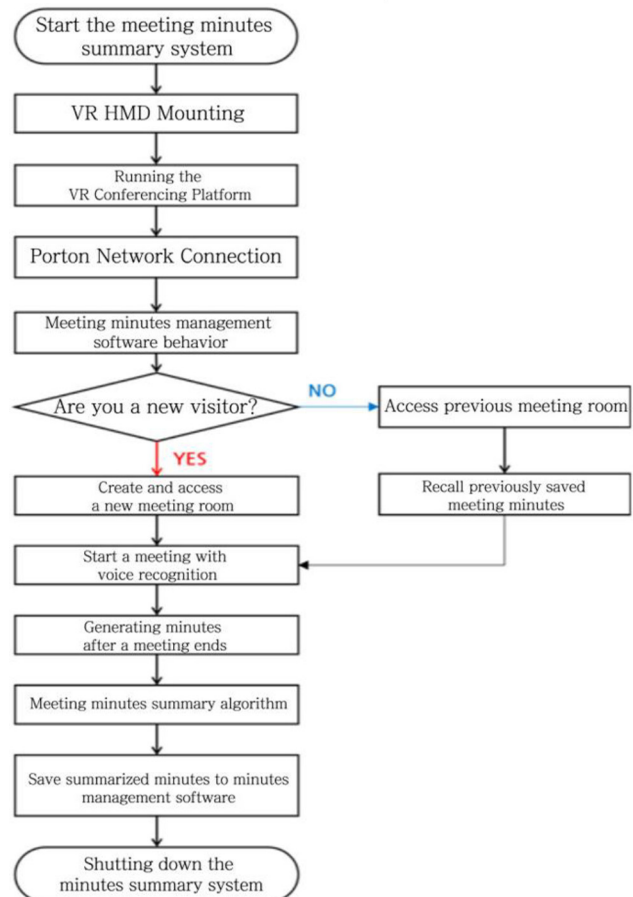 Start the meeting minutes
summary system
VR HMD Mounting
Running the
VR Conferencing Platform
Porton Network Connection
Meeting minutes management
software behavior
Are you a new visitor?
NO
Access previous meeting room
YES
Create and access
a new meeting room
Recall previously saved
meeting minutes
Start a meeting with
voice recognition
Generating minutes
after a meeting ends
Meeting minutes summary algorithm
Save summarized minutes to minutes
management software
Shutting down the
minutes summary system